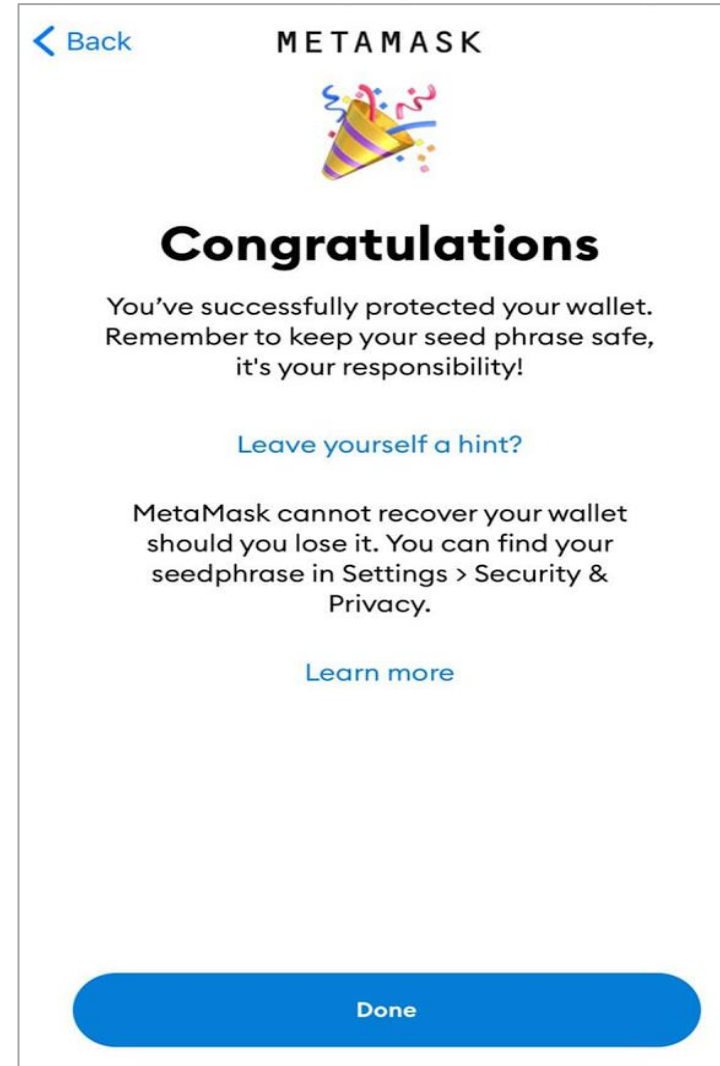 Back
METAMASK
Congratulations
You’ve successfully protected your wallet.
Remember to keep your seed phrase safe,
it's your responsibility!
Leave yourself a hint?
MetaMask cannot recover your wallet
should you lose it. You can find your
seedphrase in Settings > Security &
Privacy.
Learn more
Done